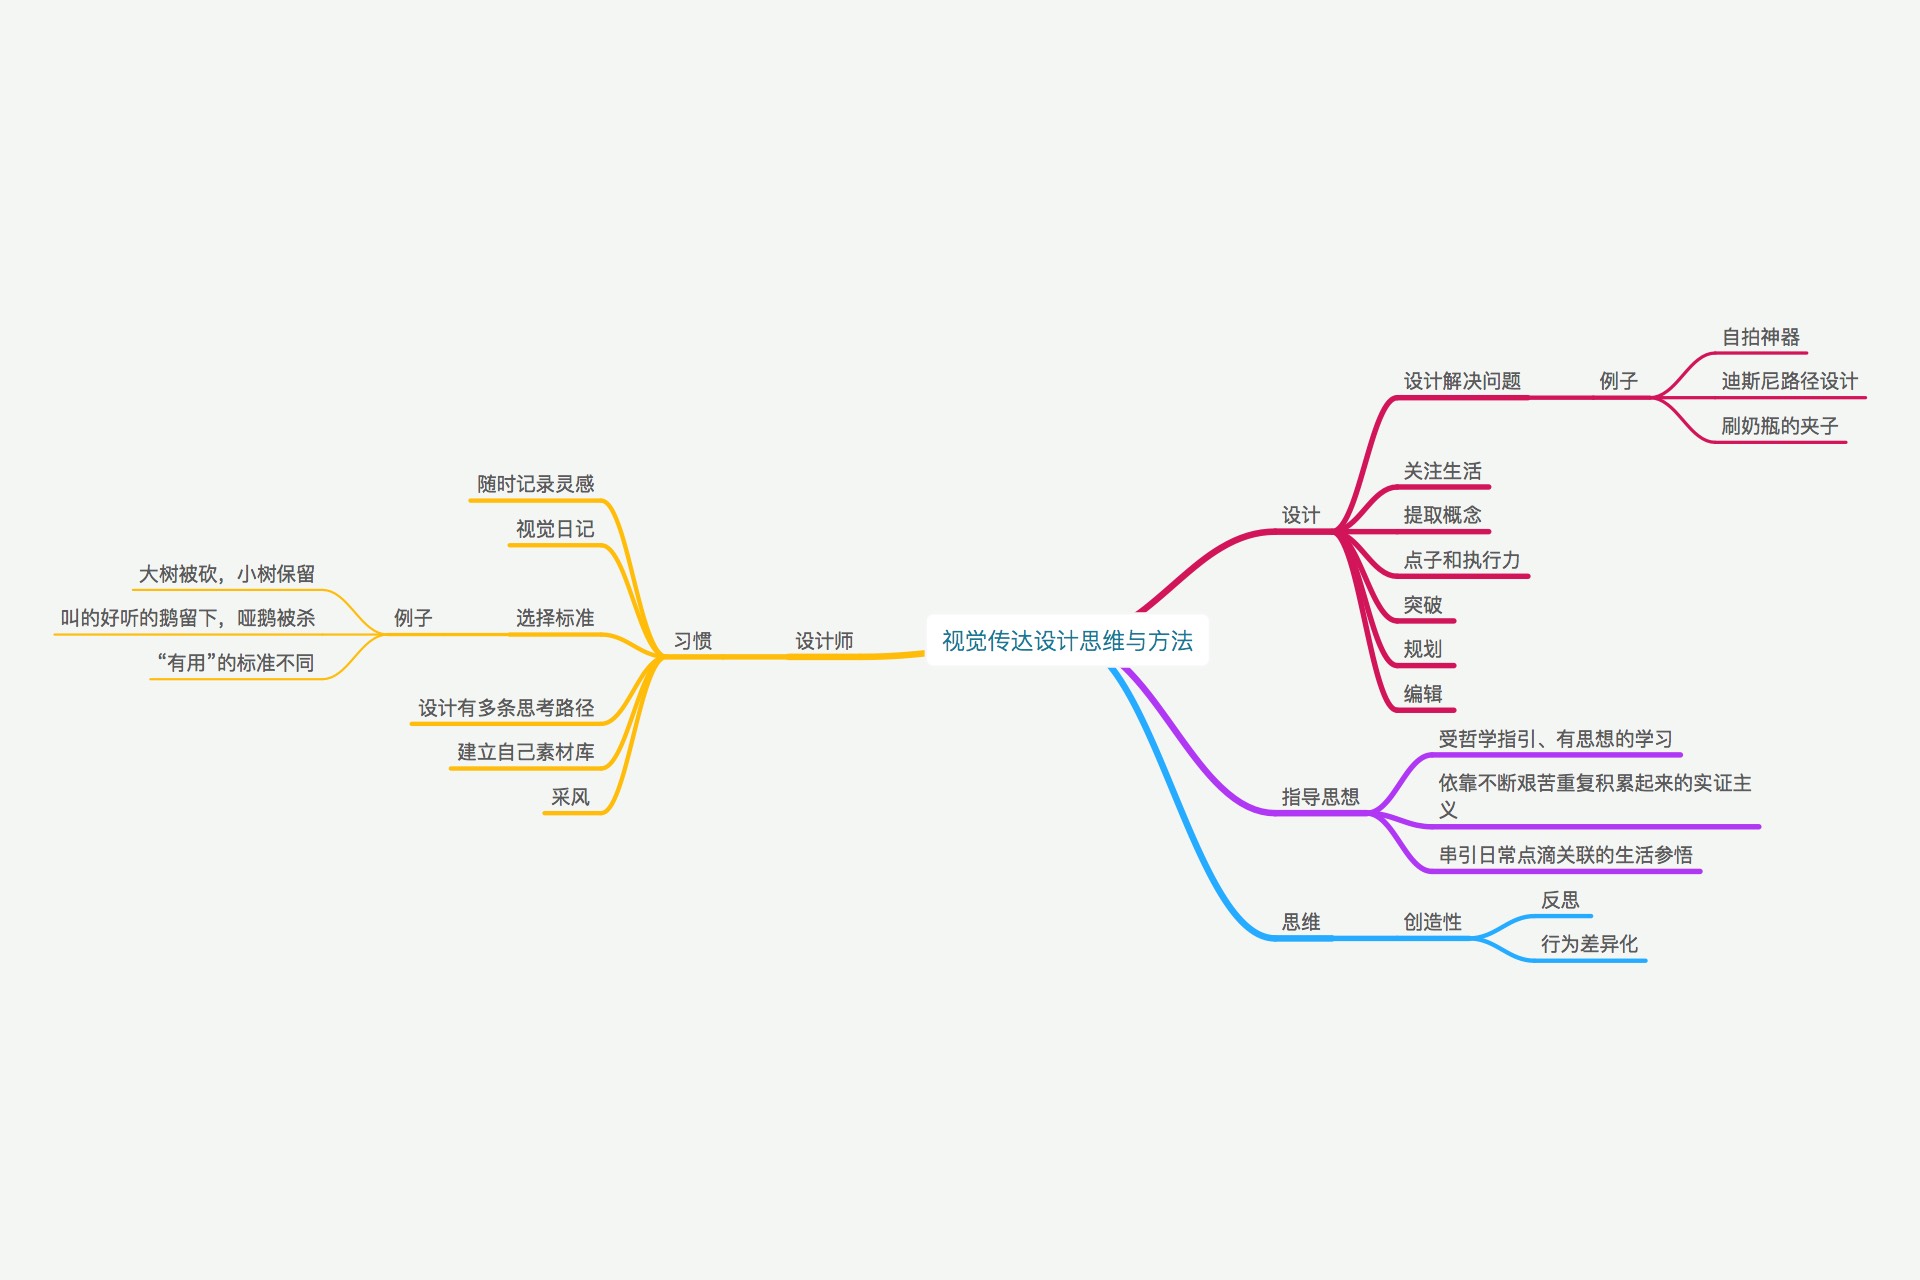 视觉传达设计思维与方法
设计
设计解决问题
例子
自拍神器
迪斯尼路径设计
刷奶瓶的夹子
关注生活
提取概念
点子和执行力
突破
规划
编辑
指导思想
受哲学指引、有思想的学习
依靠不断艰苦重复积累起来的实证主
义
串引日常点滴关联的生活参悟
思维
创造性
反思
行为差异化
设计师
习惯
随时记录灵感
视觉日记
选择标准
例子
大树被砍，小树保留
叫的好听的鹅留下，哑鹅被杀
“有用”的标准不同
设计有多条思考路径
建立自己素材库
采风